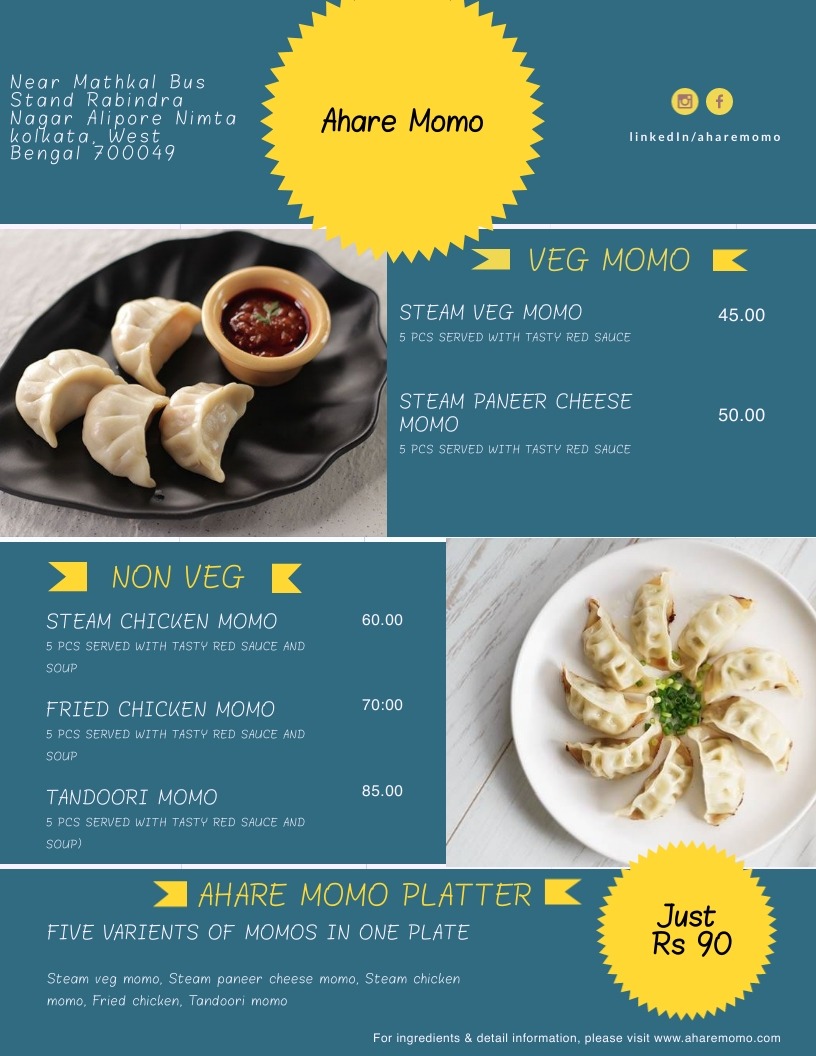 Near Mathkal Bus
Stand Rabindra
Nagar Alipore Nimta
kolkata, West
Bengal 700049
Ahare Momo
linkedIn/aharemomo
VEG MOMO
STEAM VEG MOMO
45.00
5 PCS SERVED WITH TASTY RED SAUCE
STEAM PANEER CHEESE
MOMO
50.00
5 PCS SERVED WITH TASTY RED SAUCE
NON VEG
STEAM CHICKEN MOMO
60.00
5 PCS SERVED WITH TASTY RED SAUCE AND
SOUP
FRIED CHICKEN MOMO
70:00
5 PCS SERVED WITH TASTY RED SAUCE AND
SOUP
TANDOORI MOMO
85.00
5 PCS SERVED WITH TASTY RED SAUCE AND
SOUP)
AHARE MOMO PLATTER
FIVE VARIENTS OF MOMOS IN ONE PLATE
Steam veg momo, Steam paneer cheese momo, Steam chicken
momo, Fried chicken, Tandoori momo
Just
Rs 90
For ingredients & detail information, please visit www.aharemomo.com